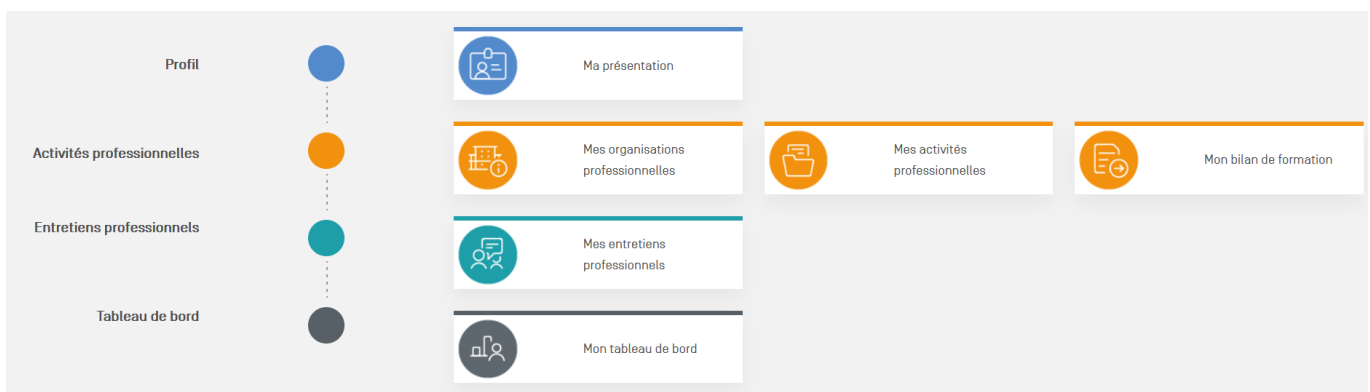 Profil
Ma présentation
Activités professionnelles
Mes organisations
professionnelles
Mes activités
professionnelles
Mon bilan de formation
Entretiens professionnels
Mes entretiens
professionnels
Tableau de bord
Mon tableau de bord